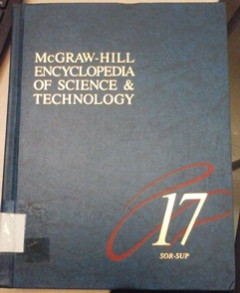 McGRAW-HILL
ENCYCLOPEDIA
OF SCIENCE &
TECHNOLOGY
17
SOR-SUP